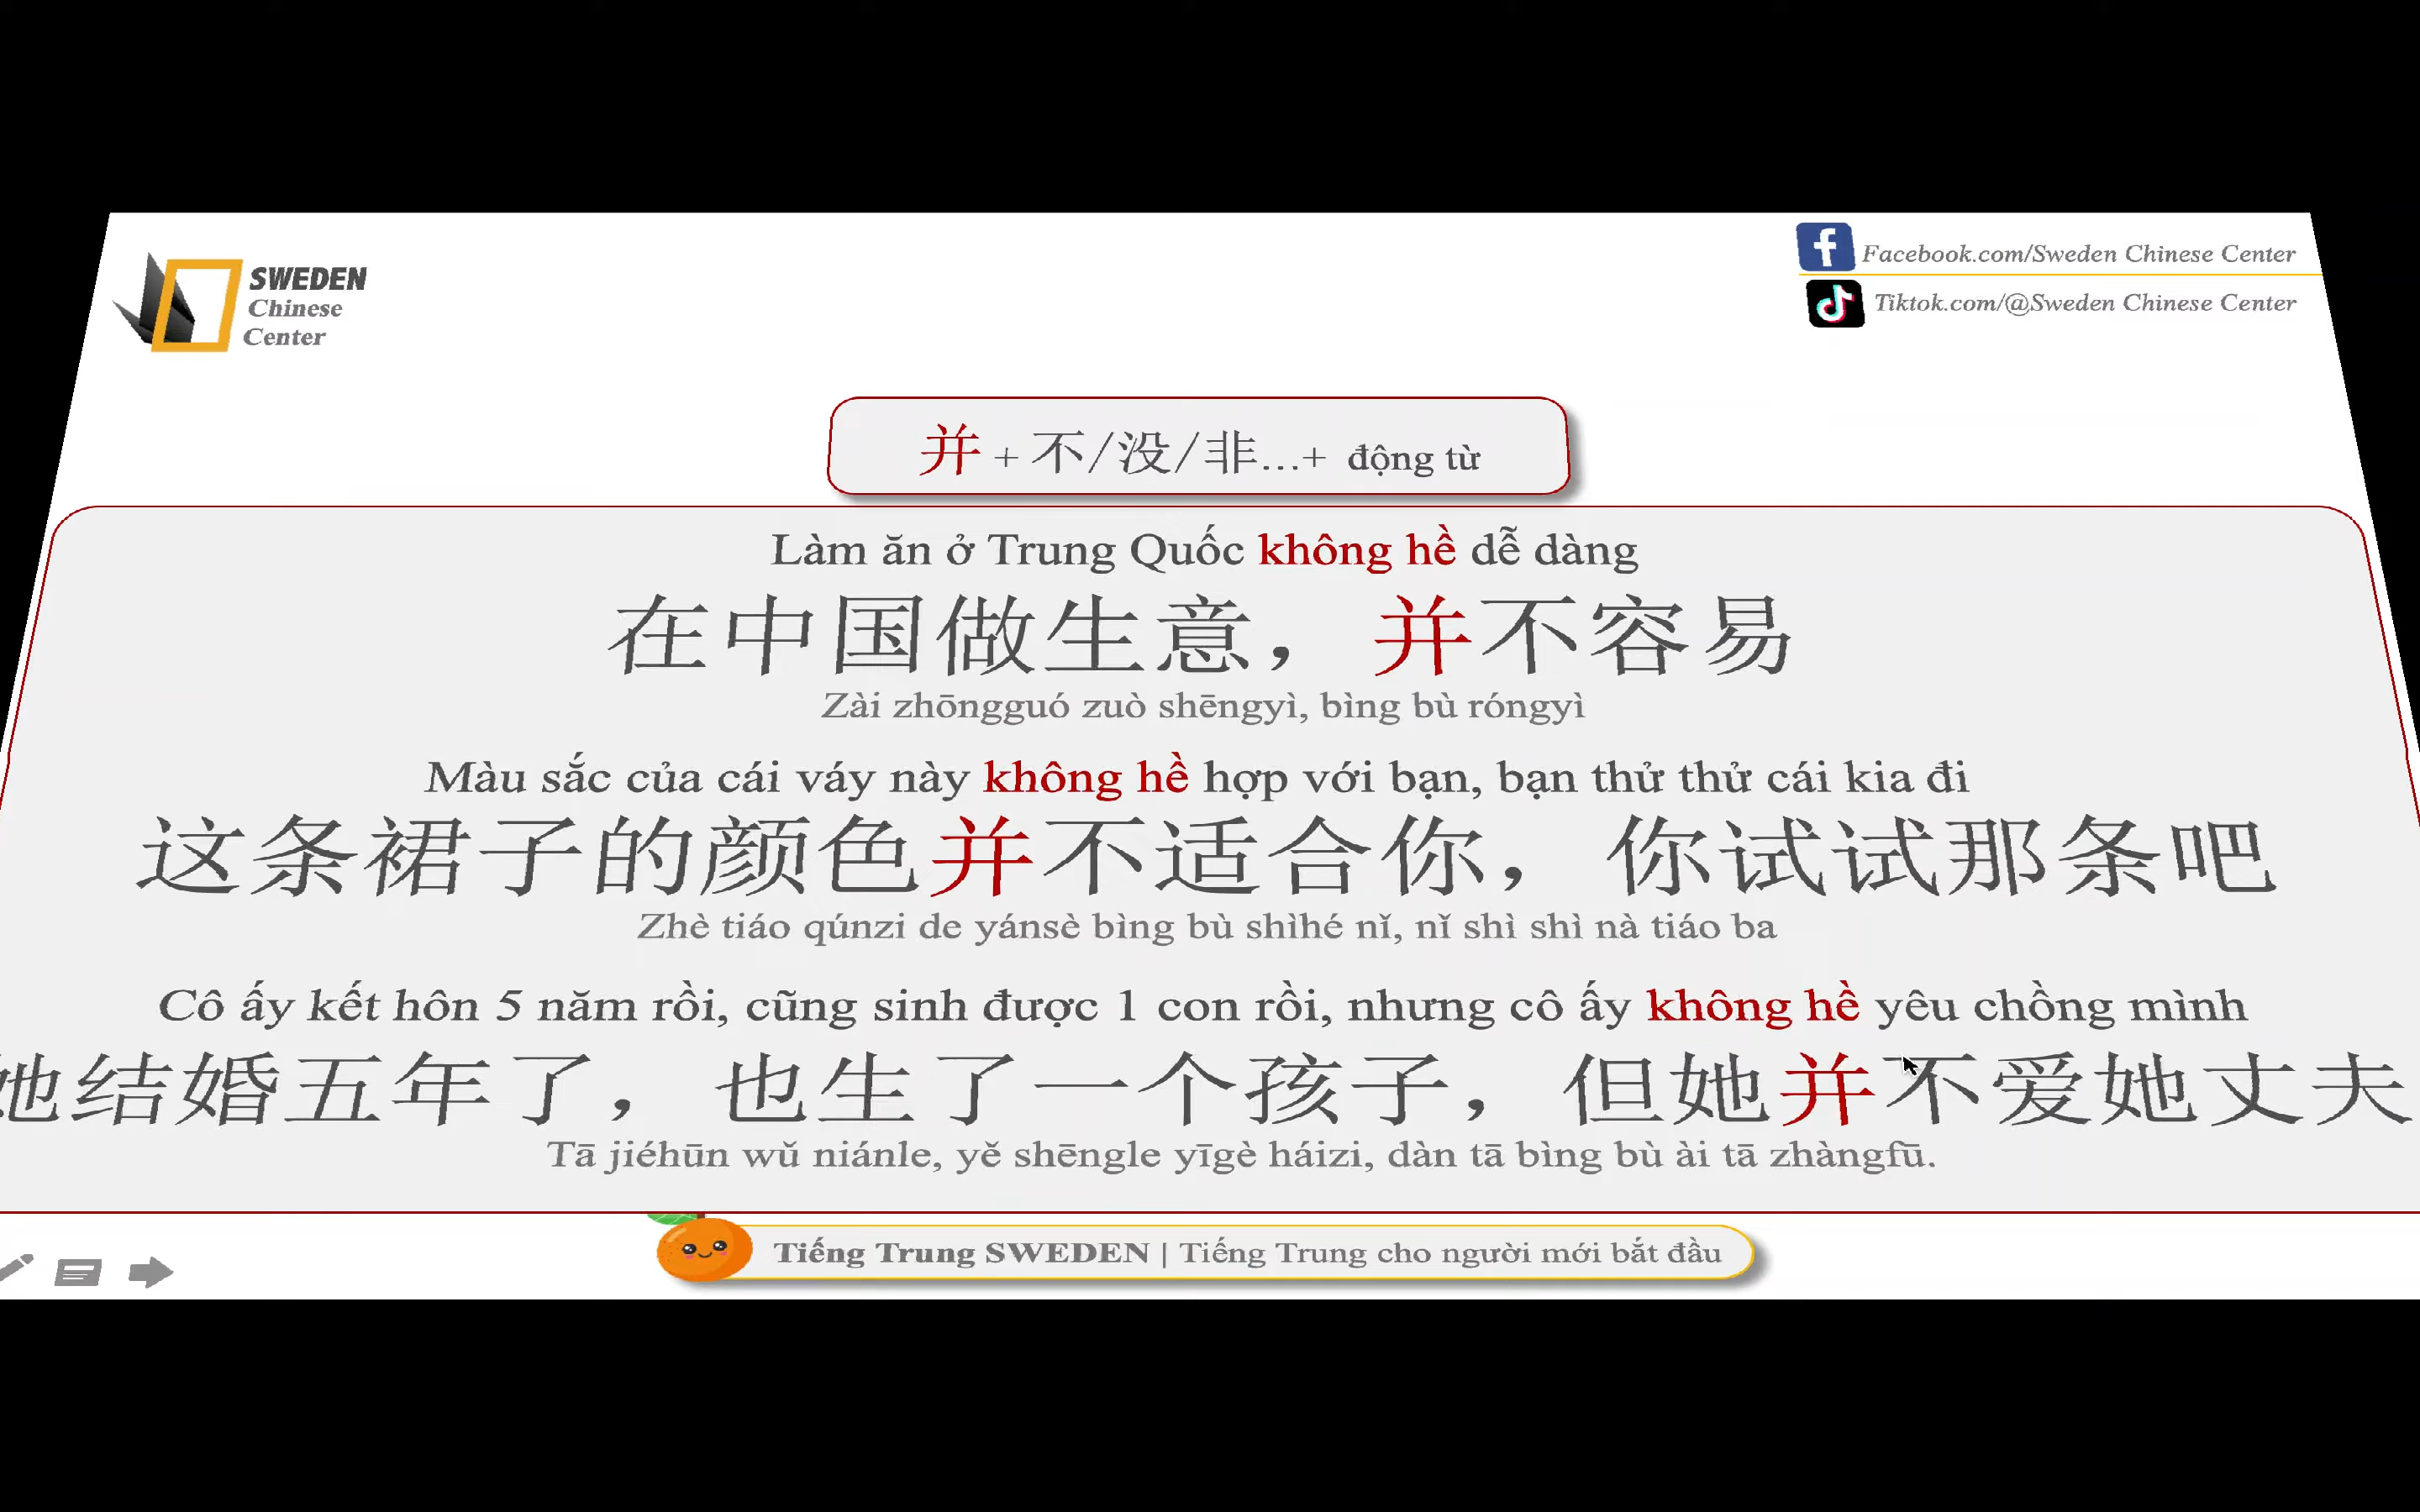 SWEDEN
Chinese
Center
Facebook.com/Sweden Chinese Center
Tiktok.com/@Sweden Chinese Center
并 + 不/没/非...+ động từ
Làm ăn ở Trung Quốc không hề dễ dàng
在中国做生意，并不容易
Zài zhōngguó zuò shēngyì, bìng bù róngyì
Màu sắc của cái váy này không hề hợp với bạn, bạn thử thử cái kia đi
这条裙子的颜色并不适合你，你试试那条吧
Zhè tiáo qúnzi de yánsè bìng bù shìhé nǐ, nǐ shì shì nà tiáo ba
Cô ấy kết hôn 5 năm rồi, cũng sinh được 1 con rồi, nhưng cô ấy không hề yêu chồng mình
她结婚五年了，也生了一个孩子，但她并不爱她丈夫
Tā jiéhūn wǔ niánle, yě shēngle yīgè háizi, dàn tā bìng bù ài tā zhàngfū.
Tiếng Trung SWEDEN | Tiếng Trung cho người mới bắt đầu